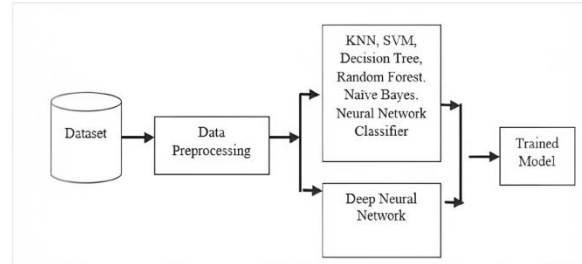 Dataset
Data
Preprocessing
KNN, SVM,
Decision Tree,
Random Forest.
Naïve Bayes.
Neural Network
Classifier
Deep Neural
Network
Trained
Model